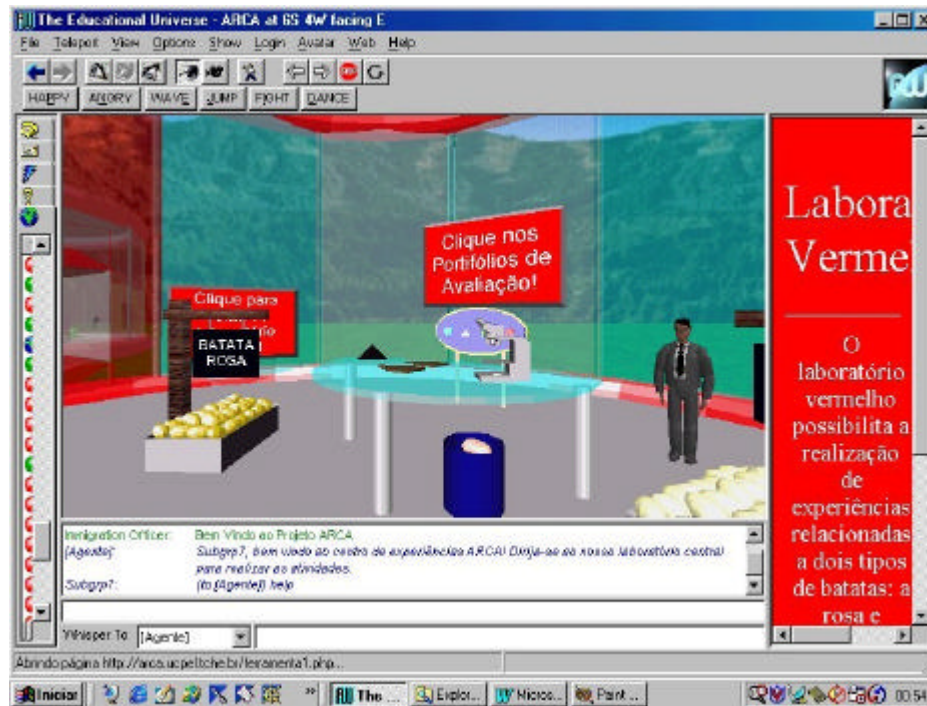 The Educational Universe - ARCA at 6S 4W facing E
File Teleport View Options Show Login Avatar Web Help
HAPPY ANGRY WAVE JUMP FIGHT DANCE
Clique nos
Portifólios de
Avaliação!
Clique para
BATATA
ROSA
Labora
Verme
O
laboratório
vermelho
possibilita a
realização
de
experiências
relacionadas
a dois tipos
de batatas: a
rosa e
Immigration Officer: Bem Vindo ao Projeto ARCA
[Agente]: Subgrp7, bem vindo ao centro de experiências ARCA! Dirija-se ao nosso laboratório central
para realizar as atividades.
Subgrp7: (to [Agente]) help
Whisper To: [Agente]
Abrindo página http://arca.ucpel.tche.br/ferramenta1.php...
Iniciar The ... Explor... Micros... Paint ... 00:54